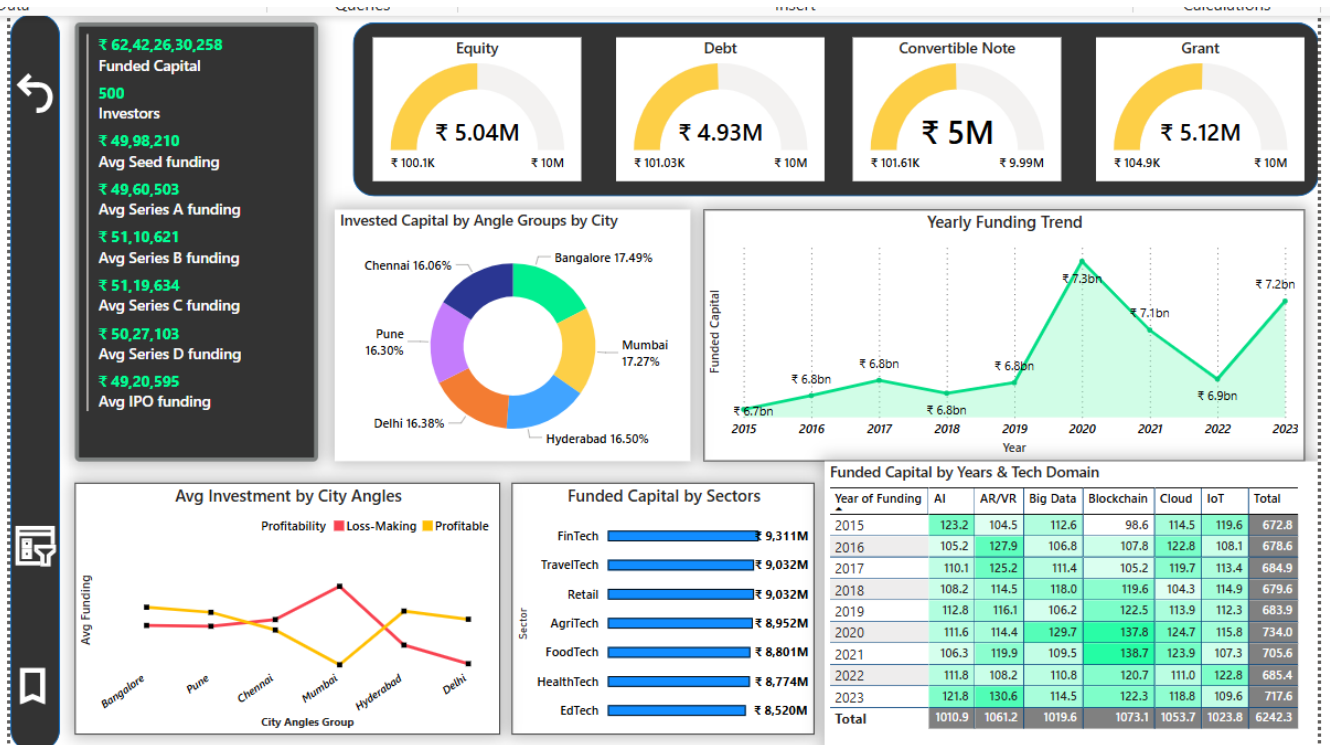 Queries
Insert
Calculations
₹ 62,42,26,30,258
Funded Capital
500
Investors
₹ 49,98,210
Avg Seed funding
₹ 49,60,503
Avg Series A funding
₹ 51,10,621
Avg Series B funding
₹ 51,19,634
Avg Series C funding
₹ 50,27,103
Avg Series D funding
₹ 49,20,595
Avg IPO funding
Equity
₹ 5.04M
₹ 100.1K ₹ 10M
Debt
₹ 4.93M
₹ 101.03K ₹ 10M
Convertible Note
₹ 5M
₹ 101.61K ₹ 9.99M
Grant
₹ 5.12M
₹ 104.9K ₹ 10M
Invested Capital by Angle Groups by City
Chennai 16.06%
Bangalore 17.49%
Pune
16.30%
Mumbai
17.27%
Delhi 16.38%
Hyderabad 16.50%
Yearly Funding Trend
Funded Capital
₹ 6.7bn
₹ 6.8bn
₹ 6.8bn
₹ 6.8bn
₹ 6.8bn
₹ 7.3bn
₹ 7.1bn
₹ 6.9bn
₹ 7.2bn
2015 2016 2017 2018 2019 2020 2021 2022 2023
Year
Avg Investment by City Angles
Profitability Loss-Making Profitable
Avg Funding
Bangalore Pune Chennai Mumbai Hyderabad Delhi
City Angles Group
Funded Capital by Sectors
Sector
FinTech ₹ 9,311M
TravelTech ₹ 9,032M
Retail ₹ 9,032M
AgriTech ₹ 8,952M
FoodTech ₹ 8,801M
HealthTech ₹ 8,774M
EdTech ₹ 8,520M
Funded Capital by Years & Tech Domain
Year of Funding AI AR/VR Big Data Blockchain Cloud IoT Total
2015 123.2 104.5 112.6 98.6 114.5 119.6 672.8
2016 105.2 127.9 106.8 107.8 122.8 108.1 678.6
2017 110.1 125.2 111.4 105.2 119.7 113.4 684.9
2018 108.2 114.5 118.0 119.6 104.3 114.9 679.6
2019 112.8 116.1 106.2 122.5 113.9 112.3 683.9
2020 111.6 114.4 129.7 137.8 124.7 115.8 734.0
2021 106.3 119.9 109.5 138.7 123.9 107.3 705.6
2022 111.8 108.2 110.8 120.7 111.0 122.8 685.4
2023 121.8 130.6 114.5 122.3 118.8 109.6 717.6
Total 1010.9 1061.2 1019.6 1073.1 1053.7 1023.8 6242.3